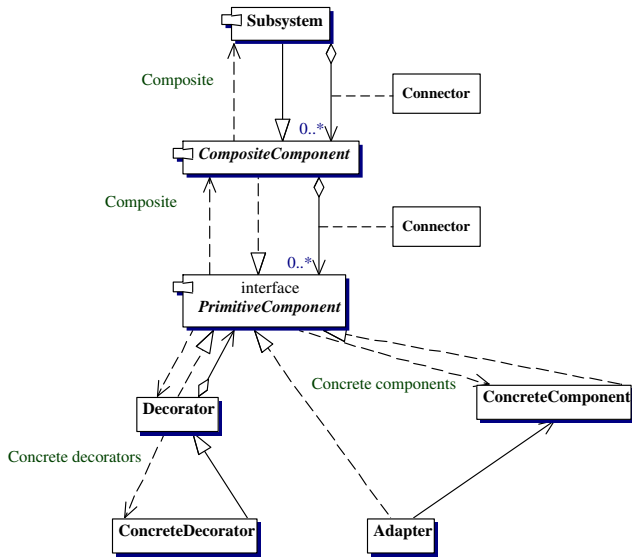 Subsystem
Composite
Connector
0..*
CompositeComponent
Composite
Connector
0..*
interface
PrimitiveComponent
Concrete components
Decorator
ConcreteComponent
Concrete decorators
ConcreteDecorator
Adapter